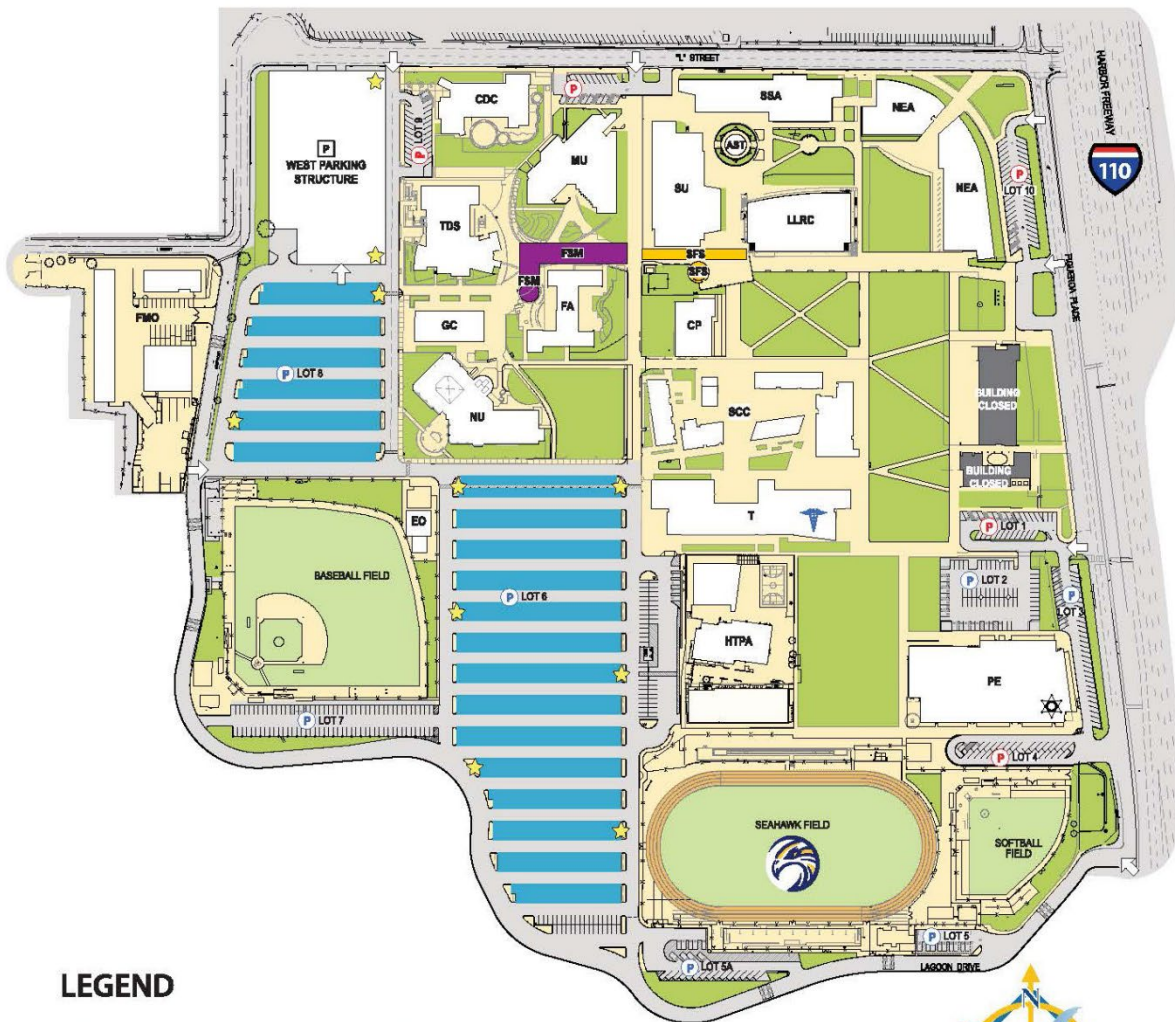 "L" STREET
HARBOR FREEWAY
110
P
WEST PARKING
STRUCTURE
P
LOT 9
CDC
P
MU
SSA
AST
SU
LLRC
NEA
NEA
P
LOT 10
FIGUEROA PLACE
TDS
FSM
FSM
SFS
SFS
FA
GC
CP
FMO
P LOT 8
NU
SCC
BUILDING
CLOSED
BUILDING
CLOSED
T
EO
BASEBALL FIELD
P LOT 6
P LOT 1
P LOT 2
P
LOT 3
HTPA
PE
P LOT 7
P LOT 4
SEAHAWK FIELD
SOFTBALL
FIELD
P LOT 5
P LOT 5A
LAGOON DRIVE
LEGEND
N